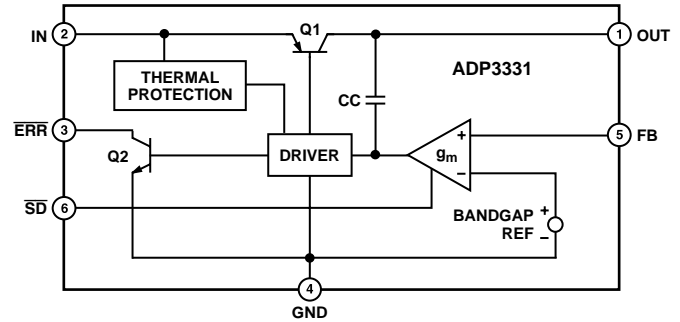 Q1
IN 2
1 OUT
THERMAL
PROTECTION
ADP3331
CC
ERR 3
5 FB
Q2
DRIVER
gm
+
−
SD 6
BANDGAP
REF
+
−
4
GND